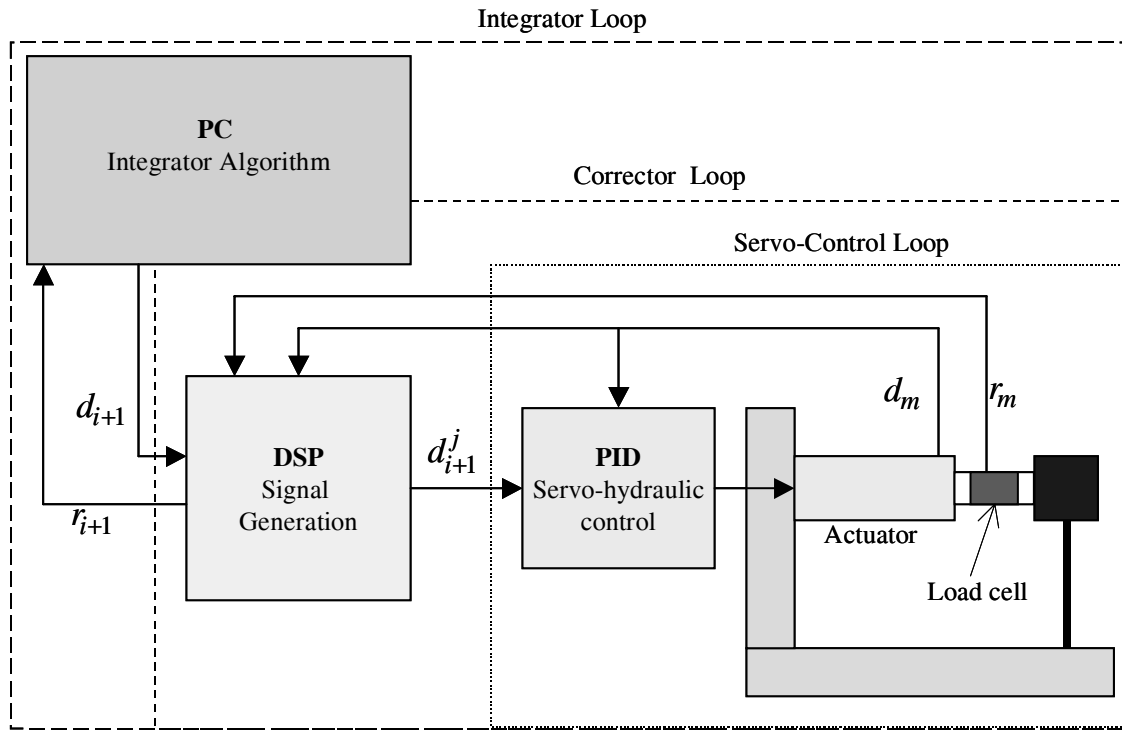 Integrator Loop
PC
Integrator Algorithm
Corrector Loop
Servo-Control Loop
d_{i+1}
r_{i+1}
DSP
Signal
Generation
d_{i+1}^{j}
PID
Servo-hydraulic
control
d_m
r_m
Actuator
Load cell